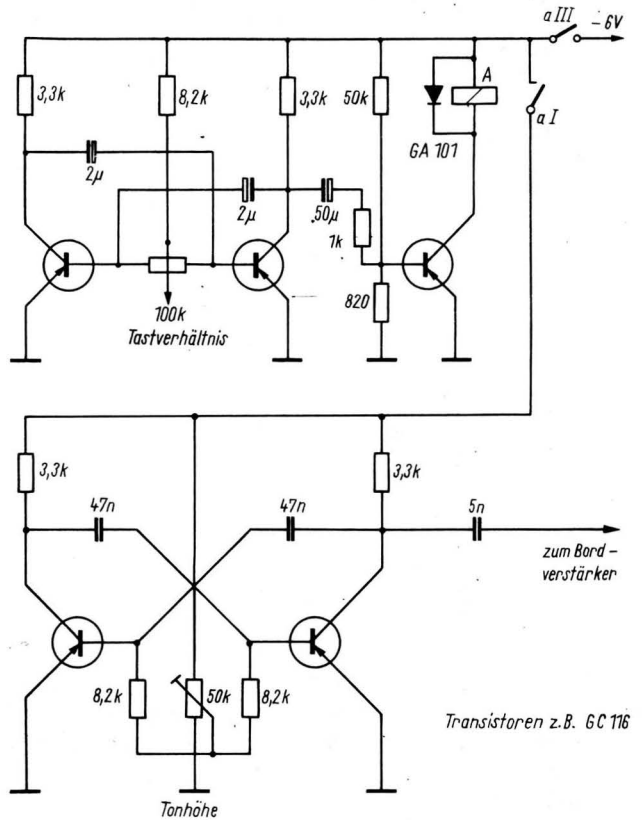 a III
- 6V
3,3k
8,2k
3,3k
50k
A
a I
GA 101
2µ
2µ
50µ
1k
820
100k
Tastverhältnis
3,3k
3,3k
47n
47n
5n
zum Bord-
verstärker
8,2k
50k
8,2k
Transistoren z.B. GC 116
Tonhöhe